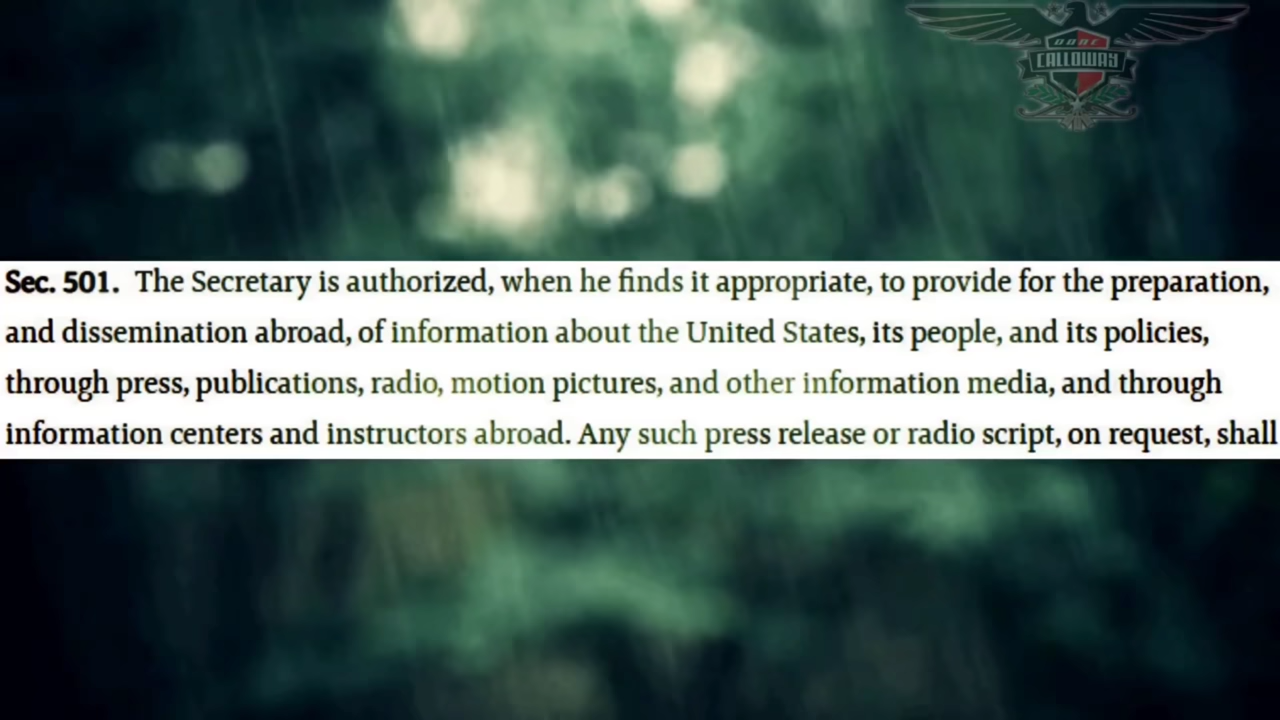 CALLOWAY
Sec. 501. The Secretary is authorized, when he finds it appropriate, to provide for the preparation,
and dissemination abroad, of information about the United States, its people, and its policies,
through press, publications, radio, motion pictures, and other information media, and through
information centers and instructors abroad. Any such press release or radio script, on request, shall